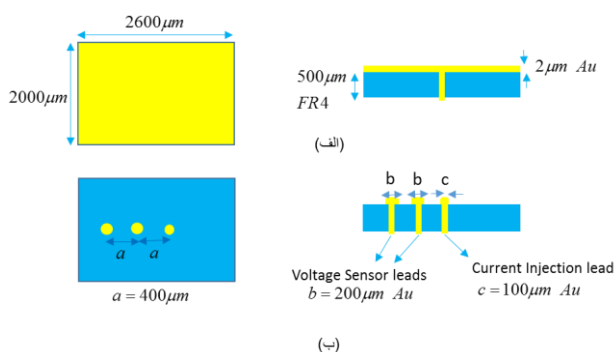 2600μm
2000μm
500μm
FR4
2μm Au
(الف)
b b c
a a
a = 400μm
Voltage Sensor leads
b = 200μm Au
Current Injection lead
c = 100μm Au
(ب)